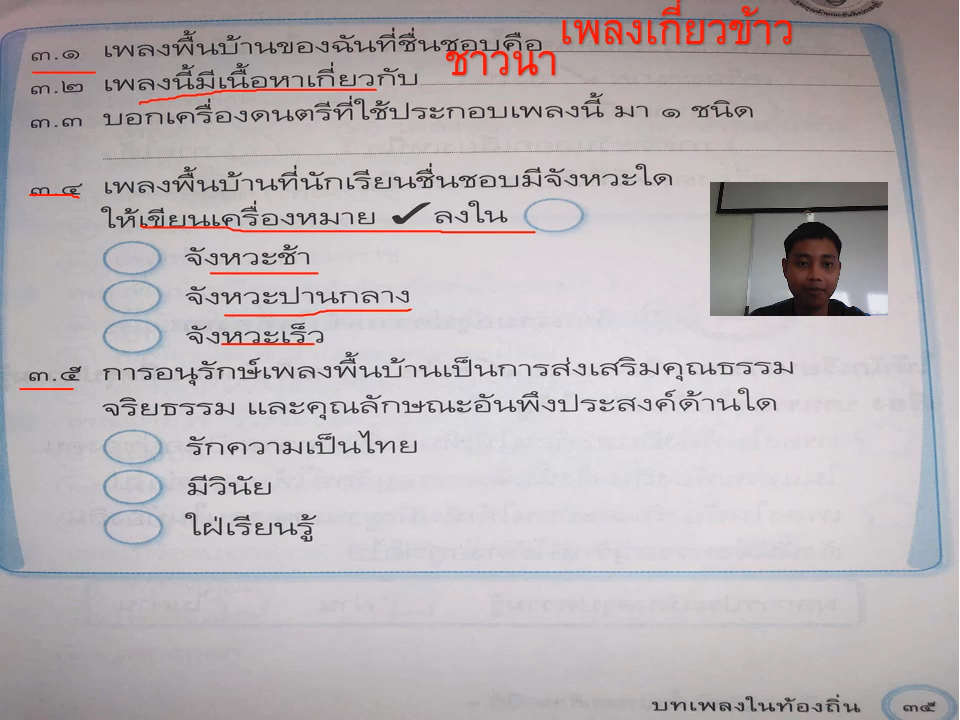 ๓.๑ เพลงพื้นบ้านของฉันที่ชื่นชอบคือ เพลงเกี่ยวข้าว
๓.๒ เพลงนี้มีเนื้อหาเกี่ยวกับ ชาวนา
๓.๓ บอกเครื่องดนตรีที่ใช้ประกอบเพลงนี้ มา ๑ ชนิด
๓.๔ เพลงพื้นบ้านที่นักเรียนชื่นชอบมีจังหวะใด
ให้เขียนเครื่องหมาย ✓ ลงใน
จังหวะช้า
จังหวะปานกลาง
จังหวะเร็ว
๓.๕ การอนุรักษ์เพลงพื้นบ้านเป็นการส่งเสริมคุณธรรม
จริยธรรม และคุณลักษณะอันพึงประสงค์ด้านใด
รักความเป็นไทย
มีวินัย
ใฝ่เรียนรู้
บทเพลงในท้องถิ่น ๓๕